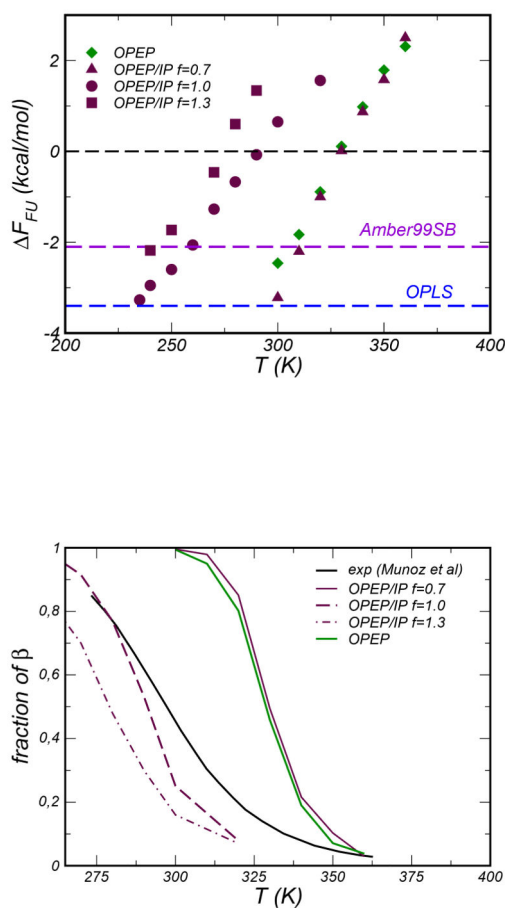 2
0
-2
-4
ΔF_FU (kcal/mol)
OPEP
OPEP/IP f=0.7
OPEP/IP f=1.0
OPEP/IP f=1.3
Amber99SB
OPLS
200 250 300 350 400
T (K)
1
0,8
0,6
0,4
0,2
0
fraction of β
exp (Munoz et al)
OPEP/IP f=0.7
OPEP/IP f=1.0
OPEP/IP f=1.3
OPEP
275 300 325 350 375 400
T (K)